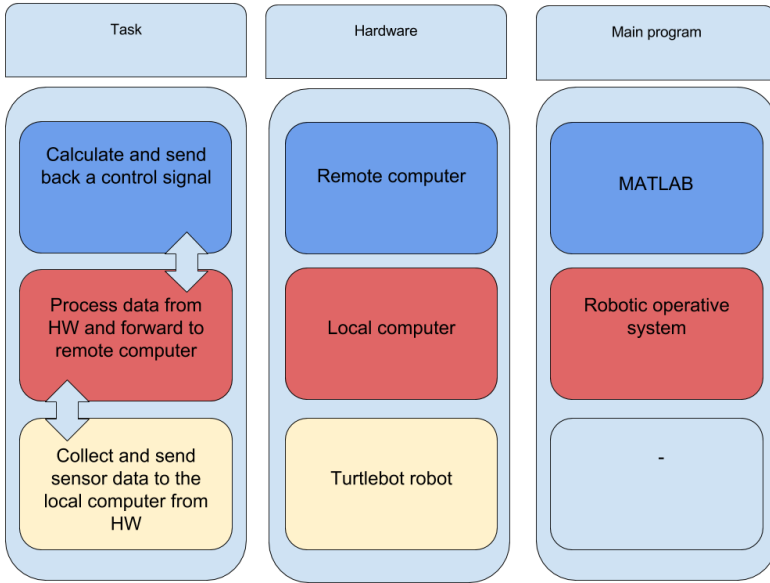 Task
Hardware
Main program
Calculate and send
back a control signal
Remote computer
MATLAB
Process data from
HW and forward to
remote computer
Local computer
Robotic operative
system
Collect and send
sensor data to the
local computer from
HW
Turtlebot robot
-